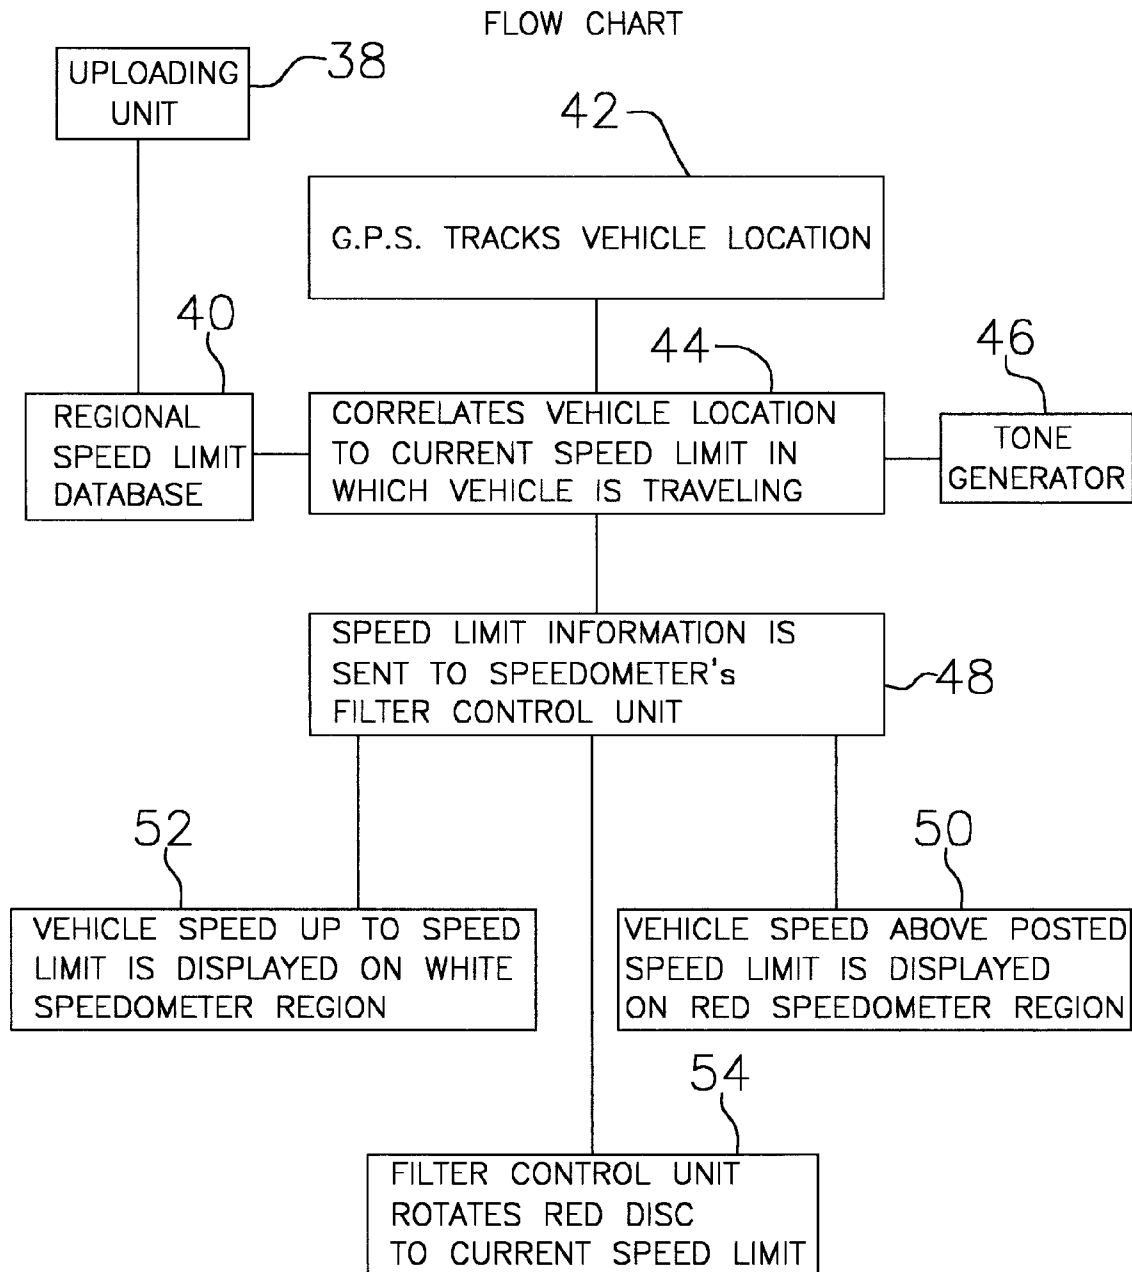 FLOW CHART
UPLOADING
UNIT
38
42
G.P.S. TRACKS VEHICLE LOCATION
40
REGIONAL
SPEED LIMIT
DATABASE
44
CORRELATES VEHICLE LOCATION
TO CURRENT SPEED LIMIT IN
WHICH VEHICLE IS TRAVELING
46
TONE
GENERATOR
SPEED LIMIT INFORMATION IS
SENT TO SPEEDOMETER's
FILTER CONTROL UNIT
48
52
VEHICLE SPEED UP TO SPEED
LIMIT IS DISPLAYED ON WHITE
SPEEDOMETER REGION
50
VEHICLE SPEED ABOVE POSTED
SPEED LIMIT IS DISPLAYED
ON RED SPEEDOMETER REGION
54
FILTER CONTROL UNIT
ROTATES RED DISC
TO CURRENT SPEED LIMIT